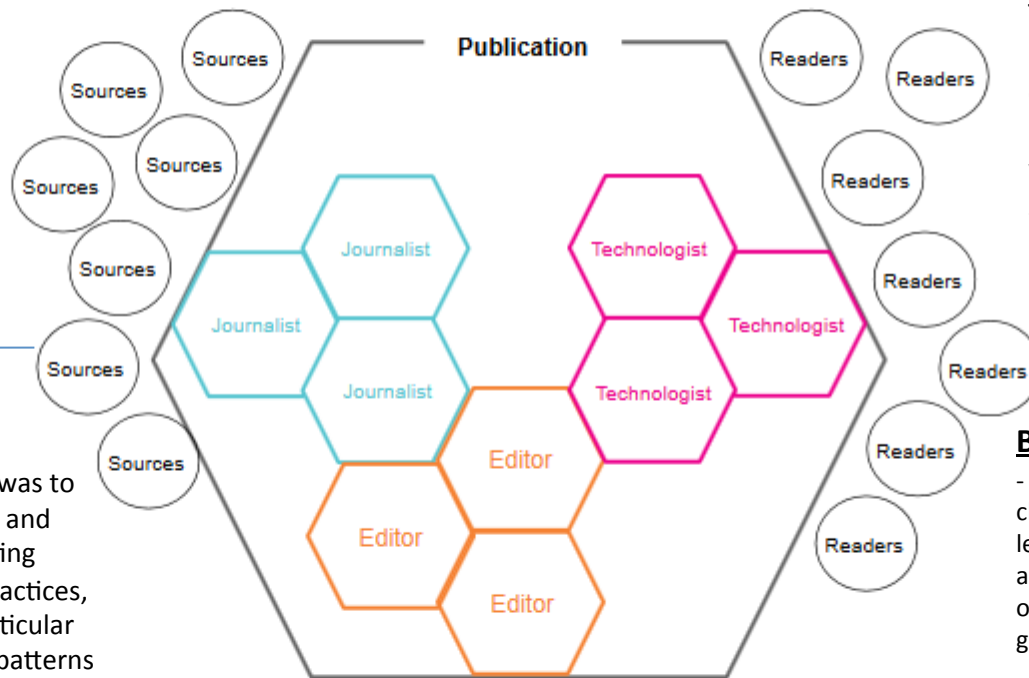 Publication
Sources
Sources
Sources
Sources
Sources
Sources
Sources
Journalist
Journalist
Journalist
Technologist
Technologist
Technologist
Editor
Editor
Editor
Readers
Readers
Readers
Readers
Readers
Readers
Readers
was to
and
ing
actices,
ticular
patterns
B
-
c
le
a
o
g